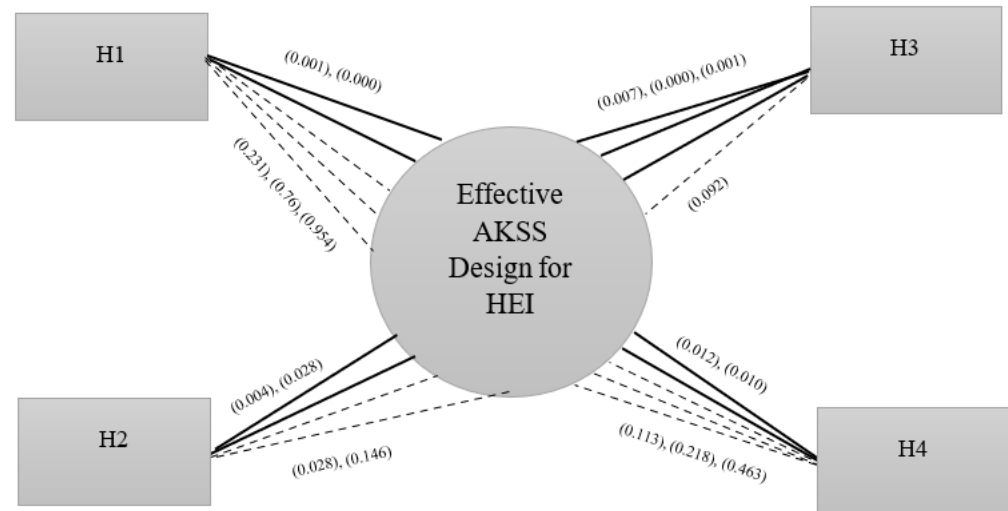 H1
H3
(0.001), (0.000)
(0.007), (0.000),(0.001)
(0.231), (0.76), (0.954)
(0.092)
Effective
AKSS
Design for
HEI
(0.004), (0.028)
(0.012), (0.010)
H2
H4
(0.028), (0.146)
(0.113), (0.218), (0.463)